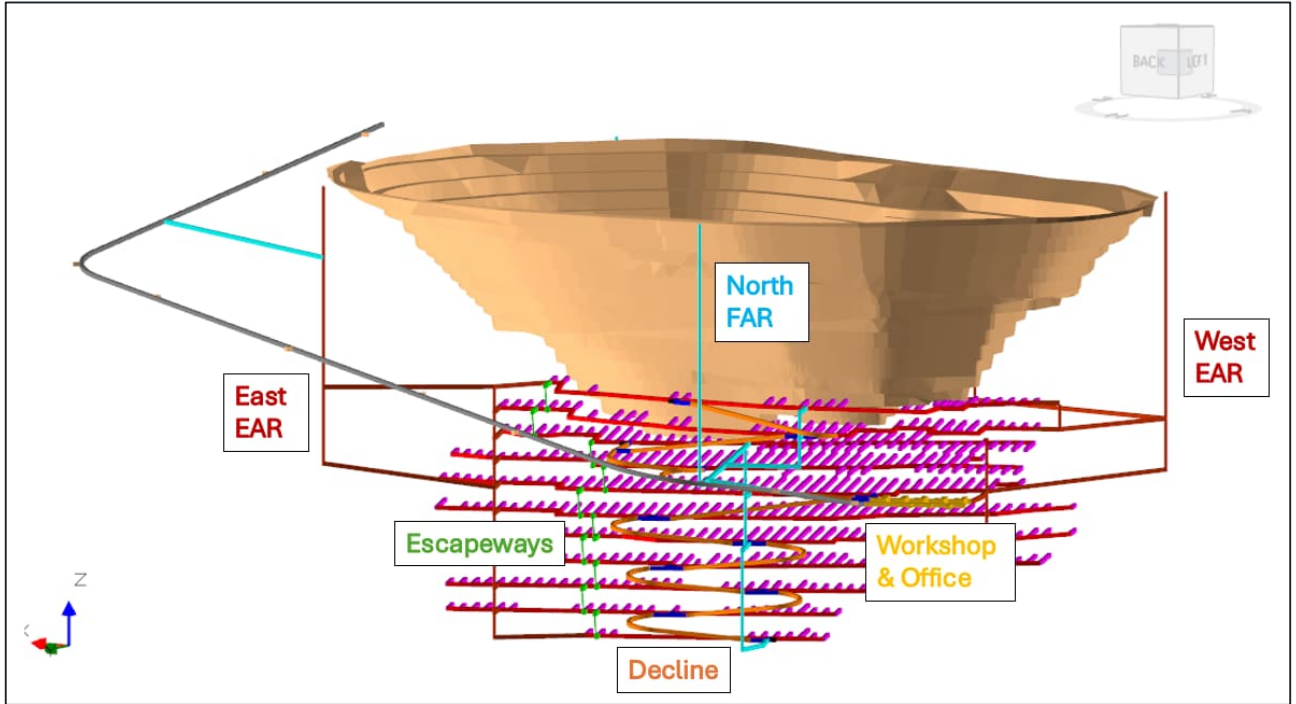 BACK
LEFT
North
FAR
West
EAR
East
EAR
Escapeways
Workshop
& Office
Z
Decline